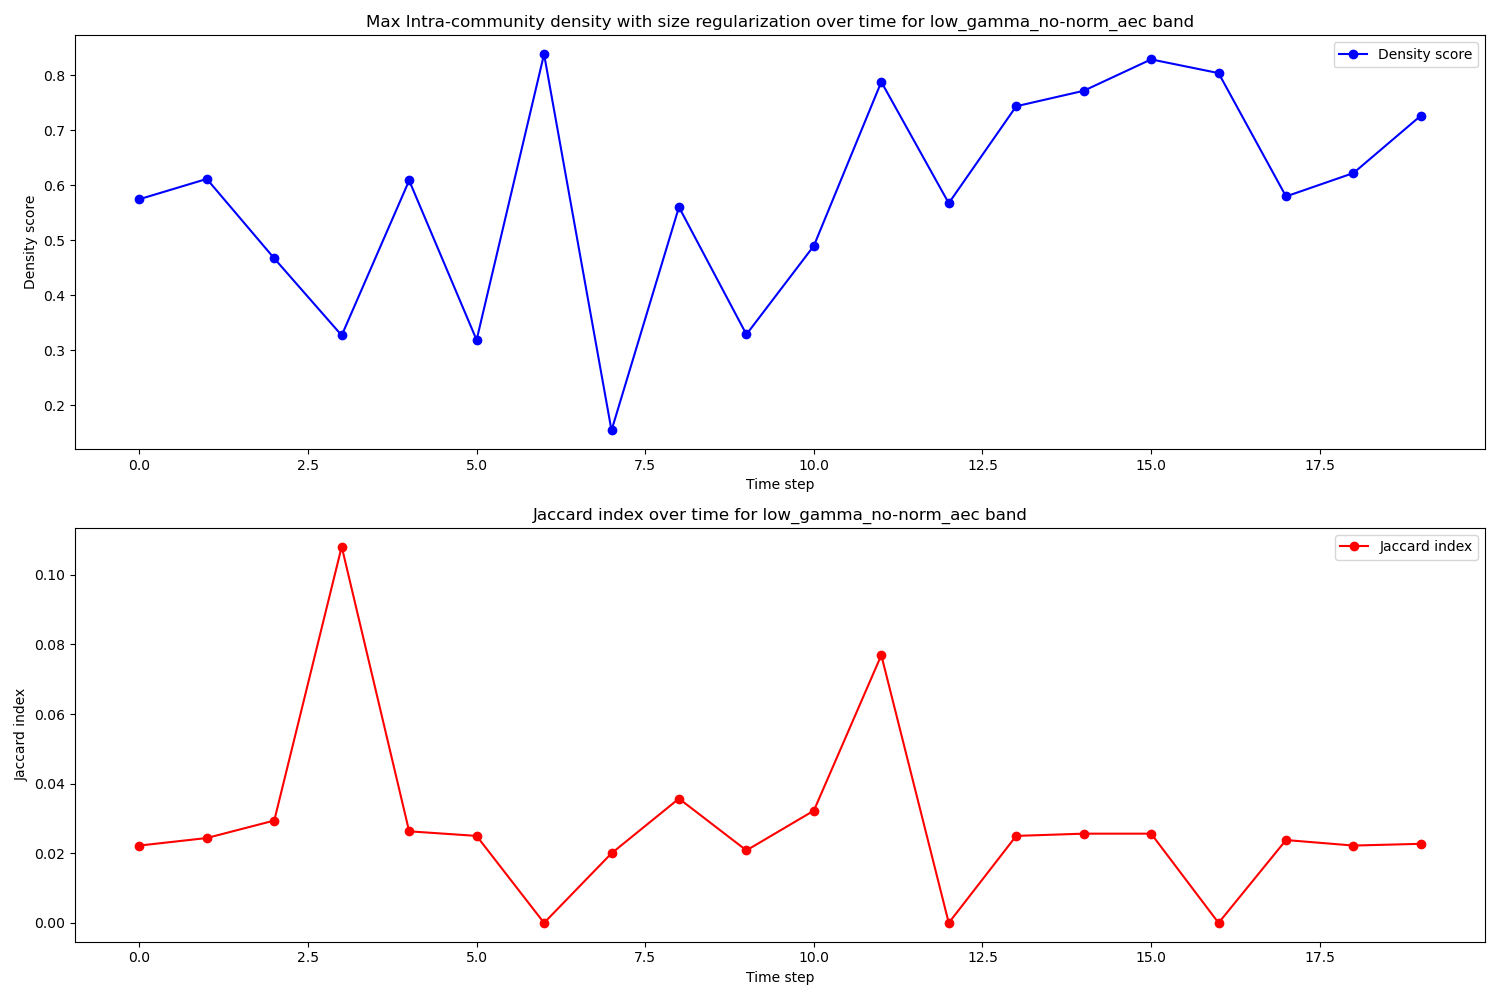 Max Intra-community density with size regularization over time for low_gamma_no-norm_aec band
Density score
Density score
0.8
0.7
0.6
0.5
0.4
0.3
0.2
0.0 2.5 5.0 7.5 10.0 12.5 15.0 17.5
Time step
Jaccard index over time for low_gamma_no-norm_aec band
Jaccard index
Jaccard index
0.10
0.08
0.06
0.04
0.02
0.00
0.0 2.5 5.0 7.5 10.0 12.5 15.0 17.5
Time step